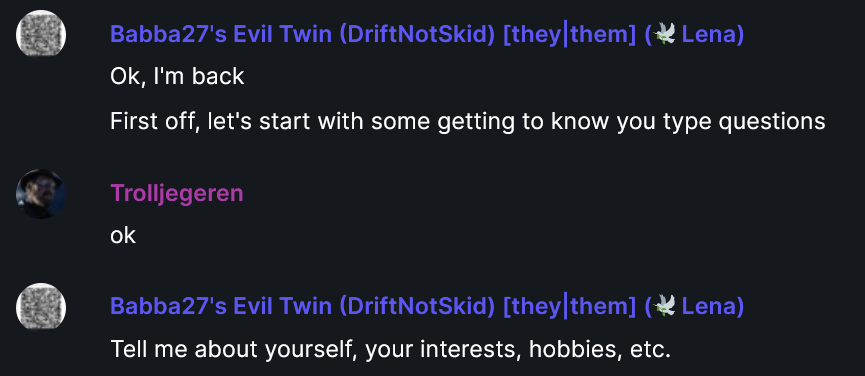 Babba27's Evil Twin (DriftNotSkid) [they|them] (🕊️ Lena)
Ok, I'm back
First off, let's start with some getting to know you type questions
Trolljegeren
ok
Babba27's Evil Twin (DriftNotSkid) [they|them] (🕊️ Lena)
Tell me about yourself, your interests, hobbies, etc.